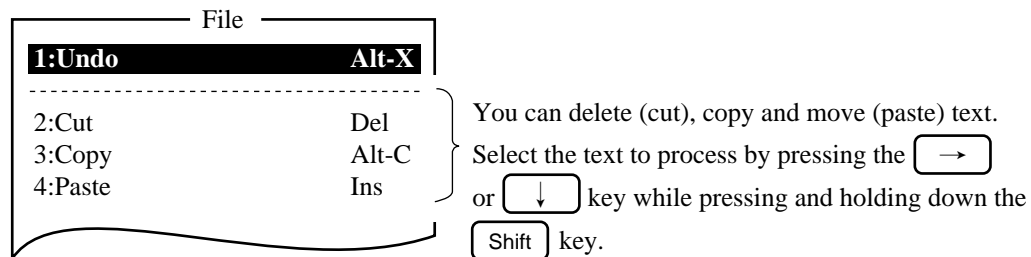 File
1:Undo Alt-X
2:Cut Del
3:Copy Alt-C
4:Paste Ins
You can delete (cut), copy and move (paste) text.
Select the text to process by pressing the →
or ↓ key while pressing and holding down the
Shift key.